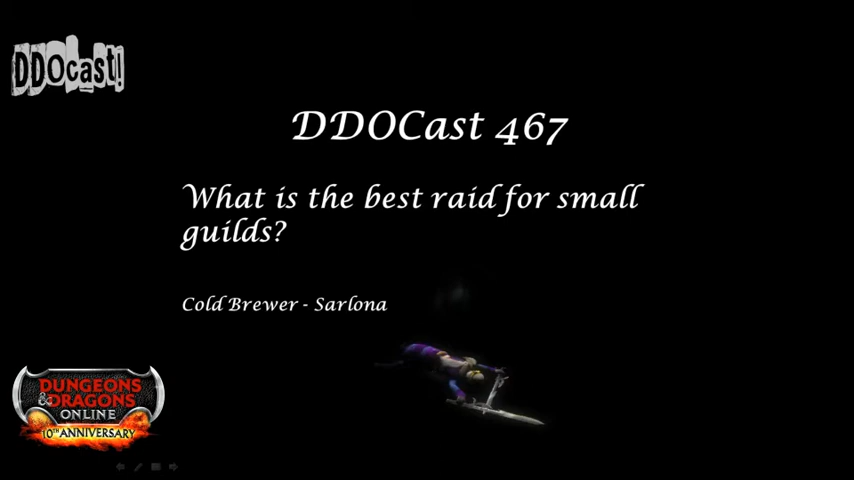 DDOcast!
DDOCast 467
What is the best raid for small
guilds?
Cold Brewer - Sarlona
DUNGEONS
& DRAGONS
ONLINE
10TH ANNIVERSARY